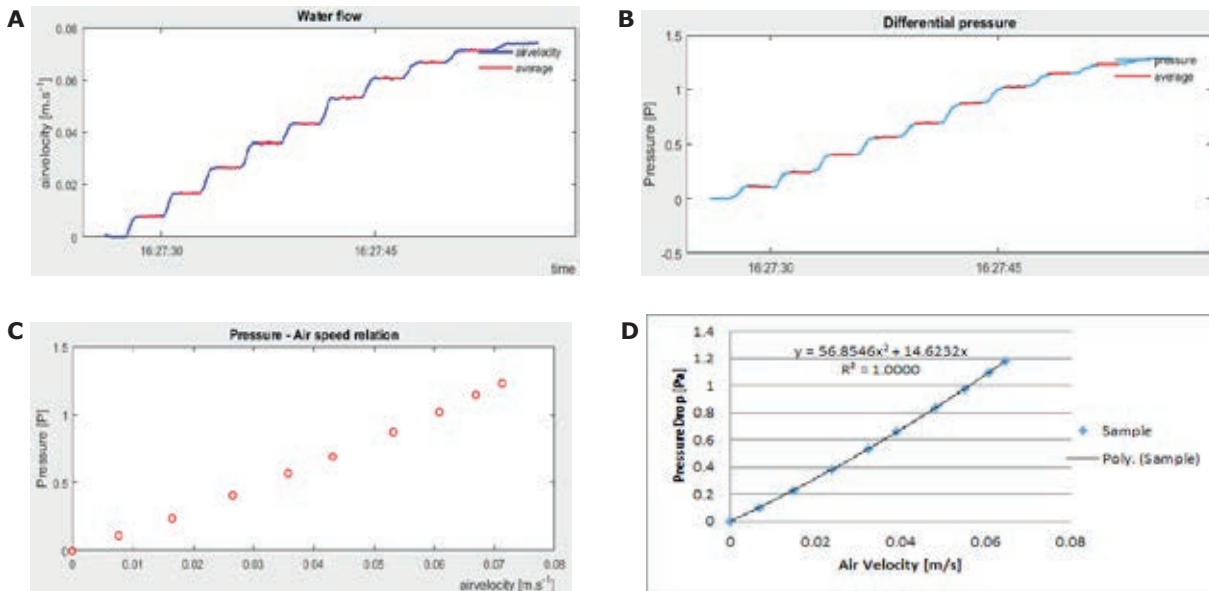 A
Water flow
0.08
0.06
0.04
0.02
0
airvelocity [m.s⁻¹]
airvelocity
average
16:27:30
16:27:45
time
B
Differential pressure
1.5
1
0.5
0
-0.5
Pressure [P]
pressure
average
16:27:30
16:27:45
C
Pressure - Air speed relation
1.5
1
0.5
0
Pressure [P]
0
0.01
0.02
0.03
0.04
0.05
0.06
0.07
0.08
airvelocity [m.s⁻¹]
D
1.4
1.2
1
0.8
0.6
0.4
0.2
0
Pressure Drop [Pa]
y = 56.8546x² + 14.6232x
R² = 1.0000
Sample
Poly. (Sample)
0
0.02
0.04
0.06
0.08
Air Velocity [m/s]